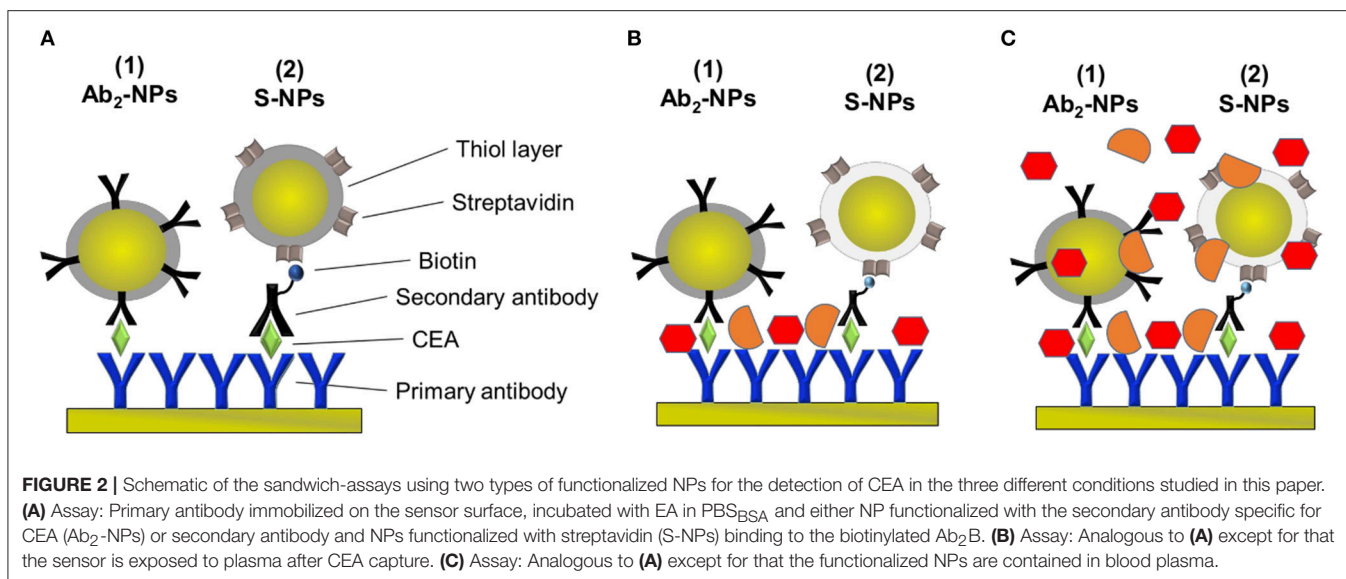 A
(1)
Ab₂-NPs
(2)
S-NPs
Thiol layer
Streptavidin
Biotin
Secondary antibody
CEA
Primary antibody
B
(1)
Ab₂-NPs
(2)
S-NPs
C
(1)
Ab₂-NPs
(2)
S-NPs
FIGURE 2 | Schematic of the sandwich-assays using two types of functionalized NPs for the detection of CEA in the three different conditions studied in this paper.
(A) Assay: Primary antibody immobilized on the sensor surface, incubated with EA in PBS_BSA and either NP functionalized with the secondary antibody specific for
CEA (Ab₂-NPs) or secondary antibody and NPs functionalized with streptavidin (S-NPs) binding to the biotinylated Ab₂B. (B) Assay: Analogous to (A) except for that
the sensor is exposed to plasma after CEA capture. (C) Assay: Analogous to (A) except for that the functionalized NPs are contained in blood plasma.